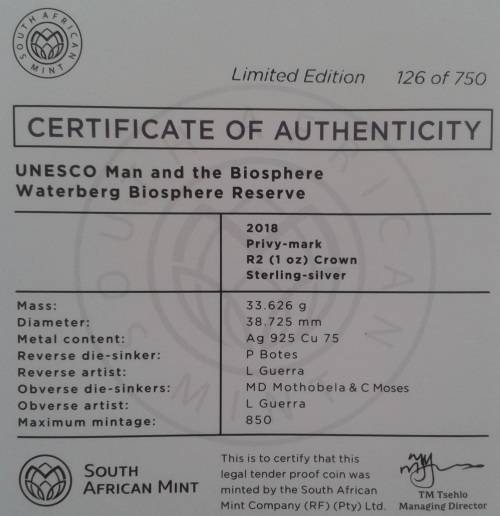 SOUTH AFRICAN MINT
Limited Edition 126 of 750
CERTIFICATE OF AUTHENTICITY
UNESCO Man and the Biosphere
Waterberg Biosphere Reserve
2018
Privy-mark
R2 (1 oz) Crown
Sterling-silver
Mass: 33.626 g
Diameter: 38.725 mm
Metal content: Ag 925 Cu 75
Reverse die-sinker: P Botes
Reverse artist: L Guerra
Obverse die-sinkers: MD Mothobela & C Moses
Obverse artist: L Guerra
Maximum mintage: 850
SOUTH
AFRICAN MINT
This is to certify that this
legal tender proof coin was
minted by the South African
Mint Company (RF) (Pty) Ltd.
TM Tsehlo
Managing Director
SOUTH AFRICAN MINT